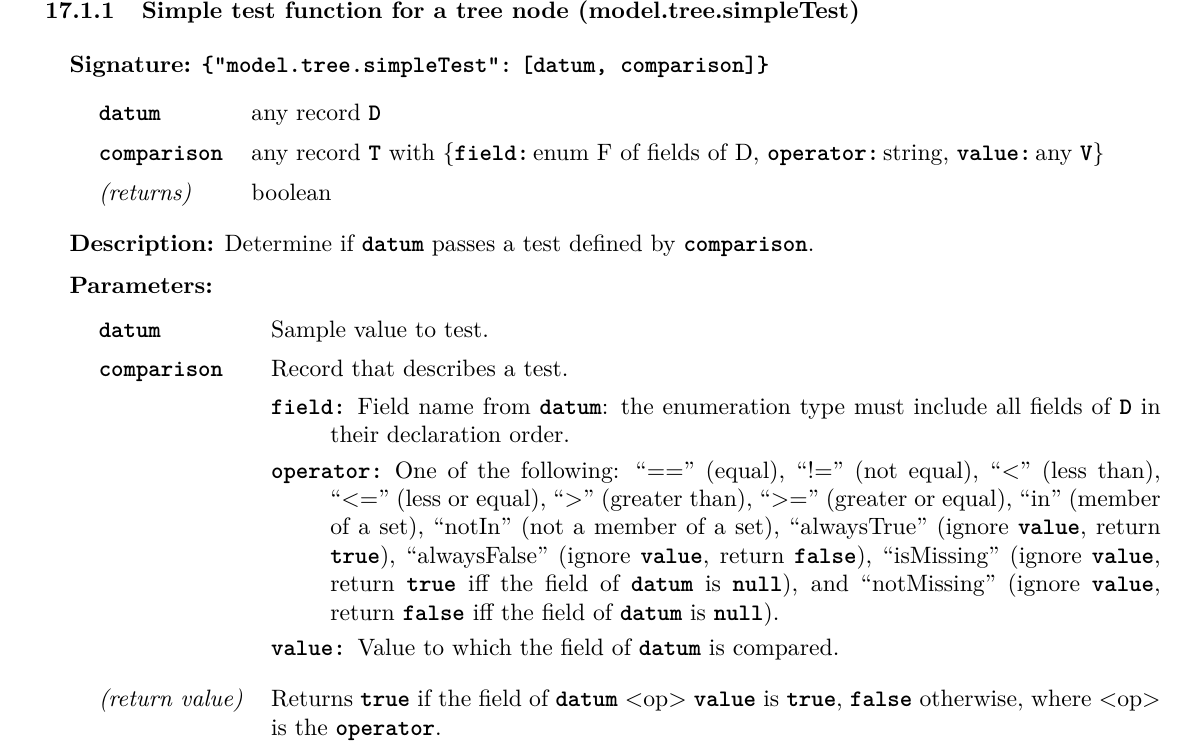 17.1.1 Simple test function for a tree node (model.tree.simpleTest)
Signature: {"model.tree.simpleTest": [datum, comparison]}
datum any record D
comparison any record T with {field: enum F of fields of D, operator: string, value: any V}
(returns) boolean
Description: Determine if datum passes a test defined by comparison.
Parameters:
datum Sample value to test.
comparison Record that describes a test.
field: Field name from datum: the enumeration type must include all fields of D in
their declaration order.
operator: One of the following: “==” (equal), “!=” (not equal), “<” (less than),
“<=” (less or equal), “>” (greater than), “>=” (greater or equal), “in” (member
of a set), “notIn” (not a member of a set), “alwaysTrue” (ignore value, return
true), “alwaysFalse” (ignore value, return false), “isMissing” (ignore value,
return true iff the field of datum is null), and “notMissing” (ignore value,
return false iff the field of datum is null).
value: Value to which the field of datum is compared.
(return value) Returns true if the field of datum <op> value is true, false otherwise, where <op>
is the operator.